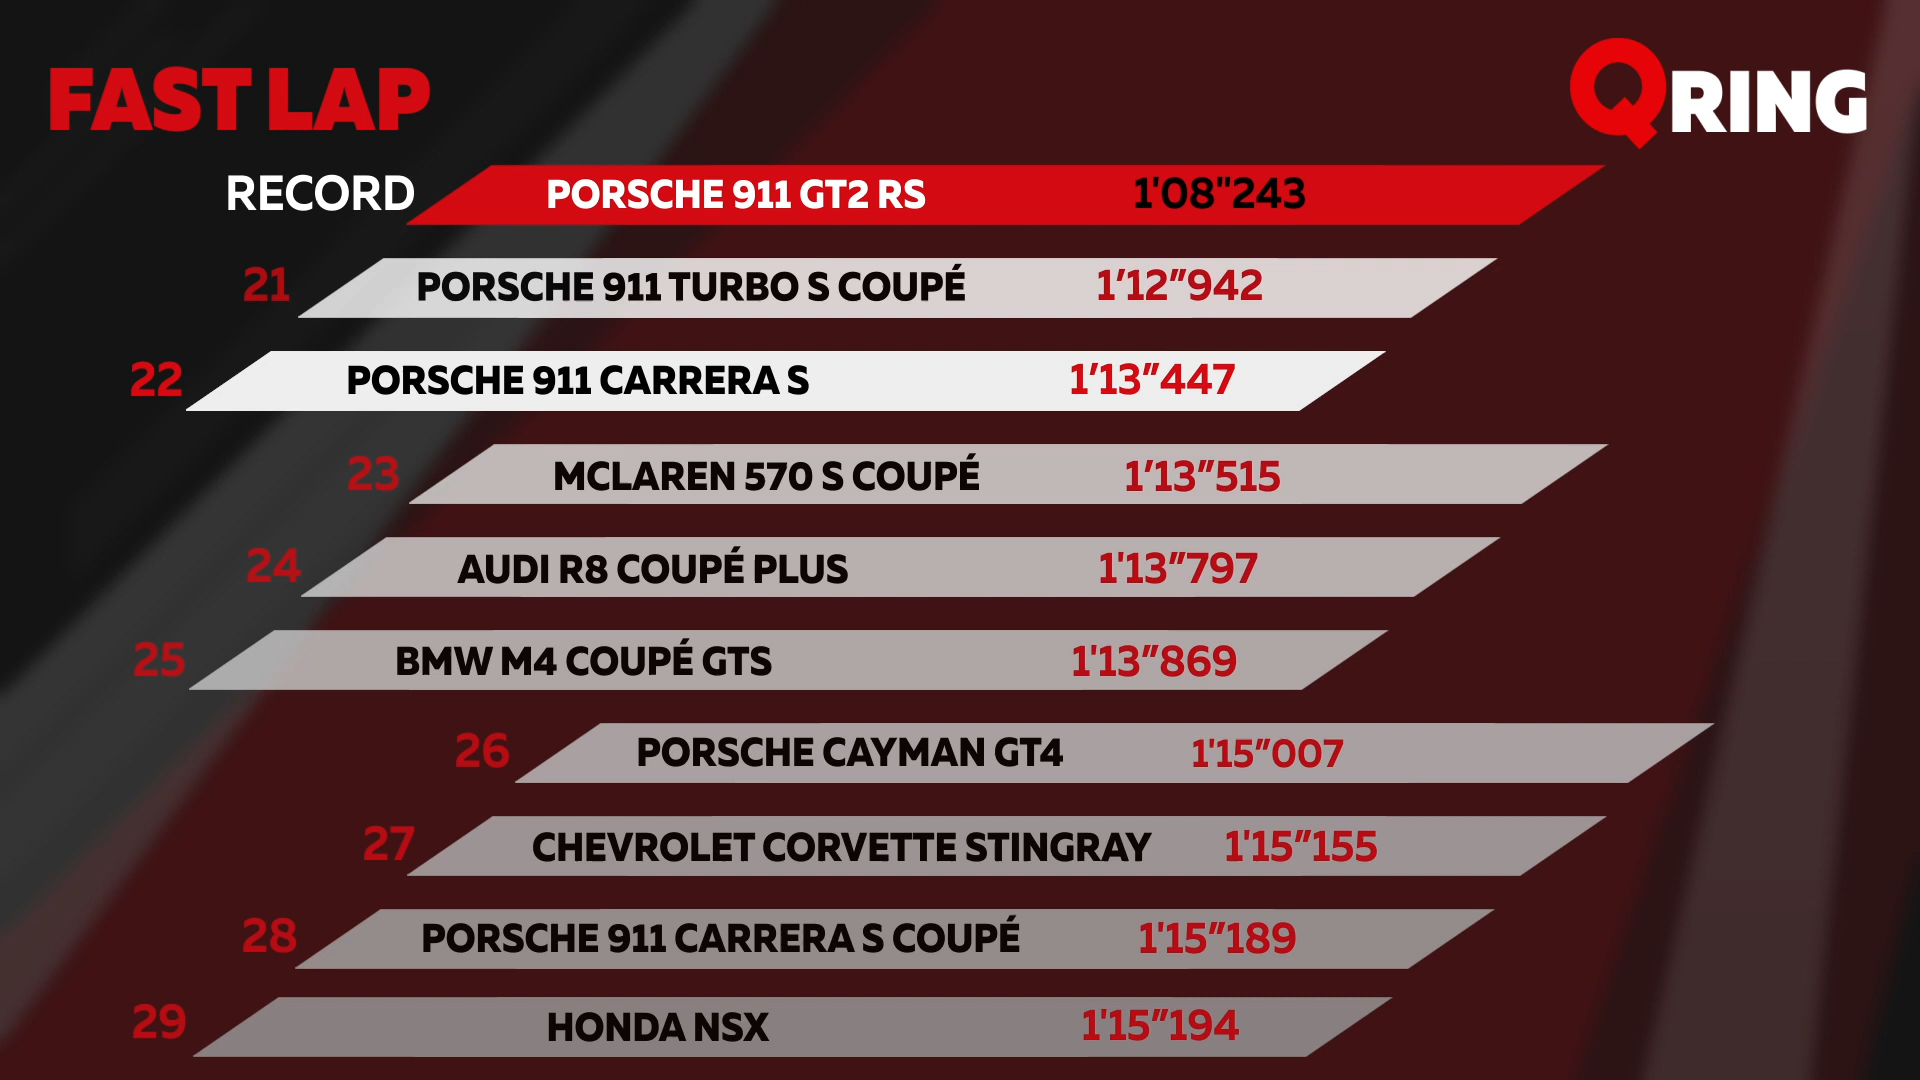 FAST LAP
QRING
RECORD PORSCHE 911 GT2 RS 1'08"243
21 PORSCHE 911 TURBO S COUPÉ 1’12”942
22 PORSCHE 911 CARRERA S 1’13”447
23 MCLAREN 570 S COUPÉ 1’13”515
24 AUDI R8 COUPÉ PLUS 1'13”797
25 BMW M4 COUPÉ GTS 1'13”869
26 PORSCHE CAYMAN GT4 1'15”007
27 CHEVROLET CORVETTE STINGRAY 1'15”155
28 PORSCHE 911 CARRERA S COUPÉ 1'15”189
29 HONDA NSX 1'15”194